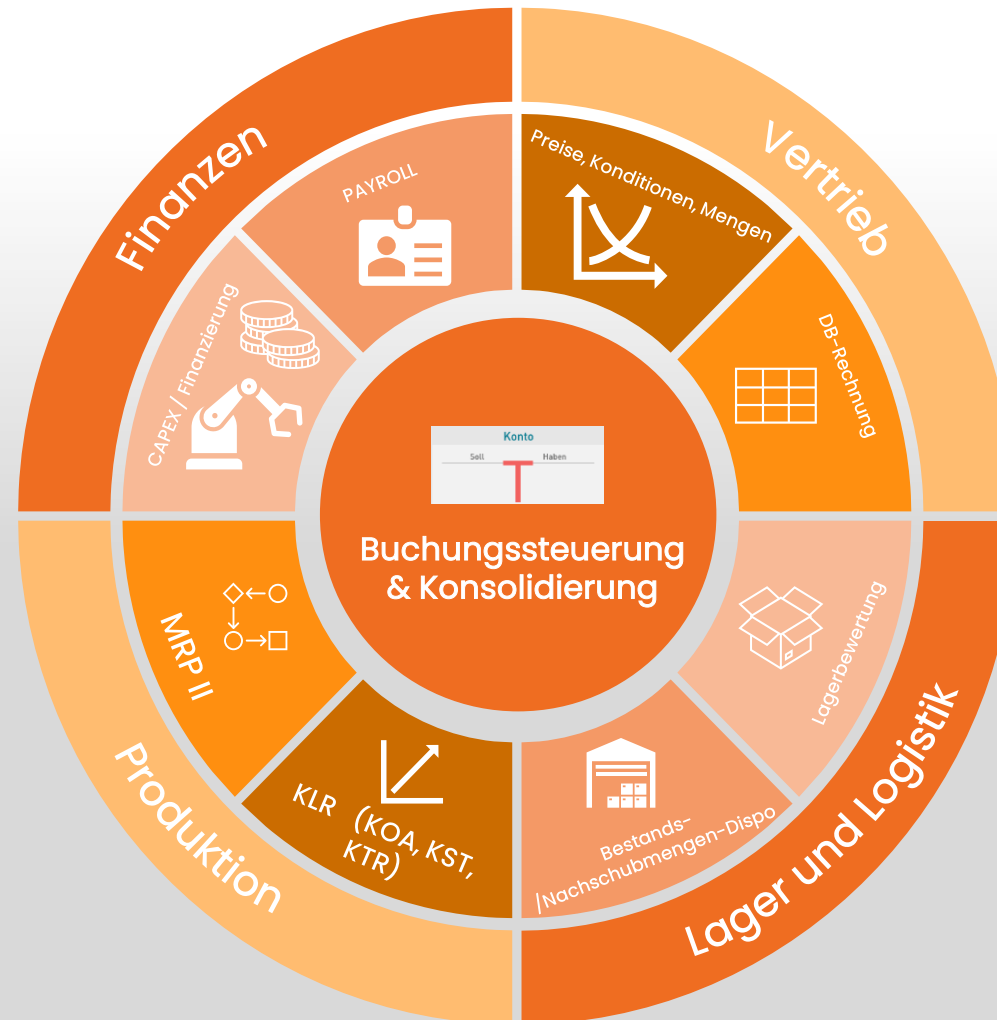 Finanzen
Vertrieb
PAYROLL
Preise, Konditionen, Mengen
CAPEX / Finanzierung
DB-Rechnung
Konto
Soll
Haben
Buchungssteuerung
& Konsolidierung
MRP II
Lagerbewertung
KLR (KOA, KST,
KTR)
Bestands-
/Nachschubmengen-Dispo
Produktion
Lager und Logistik